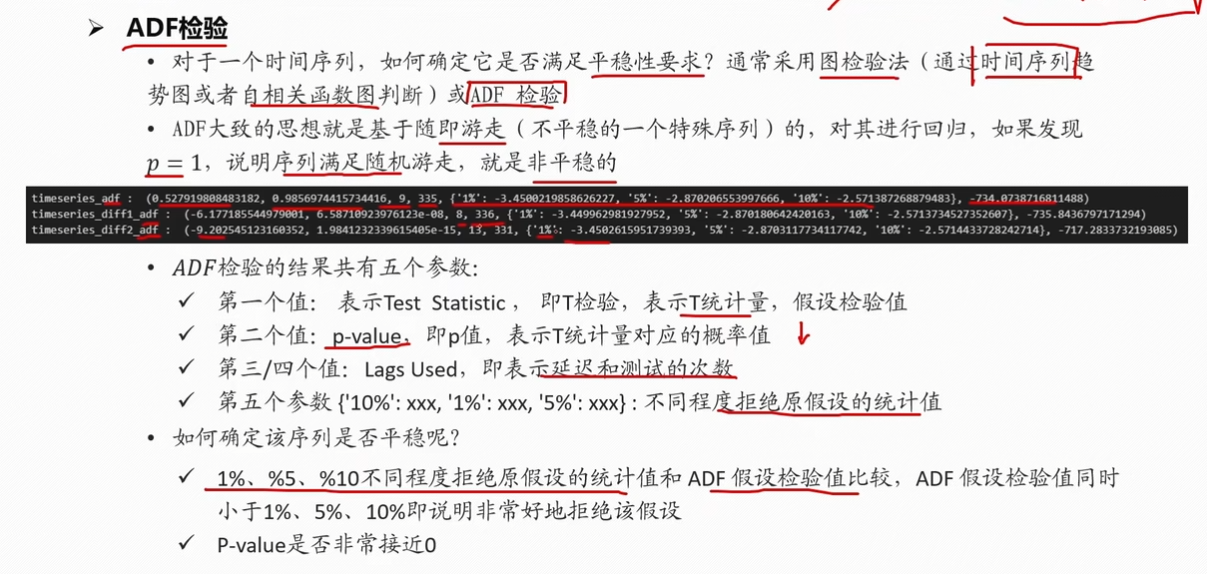 ➢ ADF检验
• 对于一个时间序列，如何确定它是否满足平稳性要求？通常采用图检验法（通过时间序列趋
势图或者自相关函数图判断）或ADF 检验
• ADF大致的思想就是基于随即游走（不平稳的一个特殊序列）的，对其进行回归，如果发现
p = 1，说明序列满足随机游走，就是非平稳的
timeseries_adf : (0.527919808483182, 0.9856974415734416, 9, 335, {'1%': -3.4500219858626227, '5%': -2.870206553997666, '10%': -2.571387268879483}, -734.0738716811488)
timeseries_diff1_adf : (-6.177185544979001, 6.58710923976123e-08, 8, 336, {'1%': -3.449962981927952, '5%': -2.870180642420163, '10%': -2.5713734527352607}, -735.8436797171294)
timeseries_diff2_adf : (-9.202545123160352, 1.9841232339615405e-15, 13, 331, {'1%': -3.4502615951739393, '5%': -2.8703117734117742, '10%': -2.5714433728242714}, -717.2833732193085)
• ADF检验的结果共有五个参数:
✓ 第一个值： 表示Test Statistic ， 即T检验，表示T统计量，假设检验值
✓ 第二个值: p-value，即p值，表示T统计量对应的概率值
✓ 第三/四个值: Lags Used，即表示延迟和测试的次数
✓ 第五个参数 {'10%': xxx, '1%': xxx, '5%': xxx} : 不同程度拒绝原假设的统计值
• 如何确定该序列是否平稳呢?
✓ 1%、%5、%10不同程度拒绝原假设的统计值和 ADF 假设检验值比较，ADF 假设检验值同时
小于1%、5%、10%即说明非常好地拒绝该假设
✓ P-value是否非常接近0